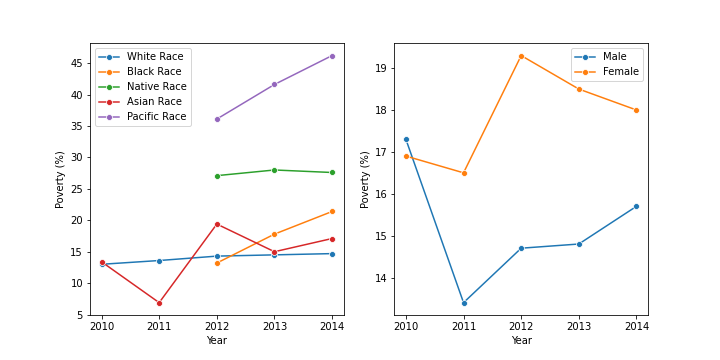 White Race
Black Race
Native Race
Asian Race
Pacific Race
45
40
35
30
25
20
15
10
5
Poverty (%)
2010 2011 2012 2013 2014
Year
Male
Female
19
18
17
16
15
14
Poverty (%)
2010 2011 2012 2013 2014
Year